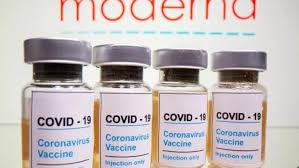 moderna
COVID - 19
Coronavirus
Vaccine
Injection only
COVID - 19
Coronavirus
Vaccine
Injection only
COVID - 19
Coronavirus
Vaccine
Injection only
COVID - 19
Coronavirus
Vaccine
Injection only